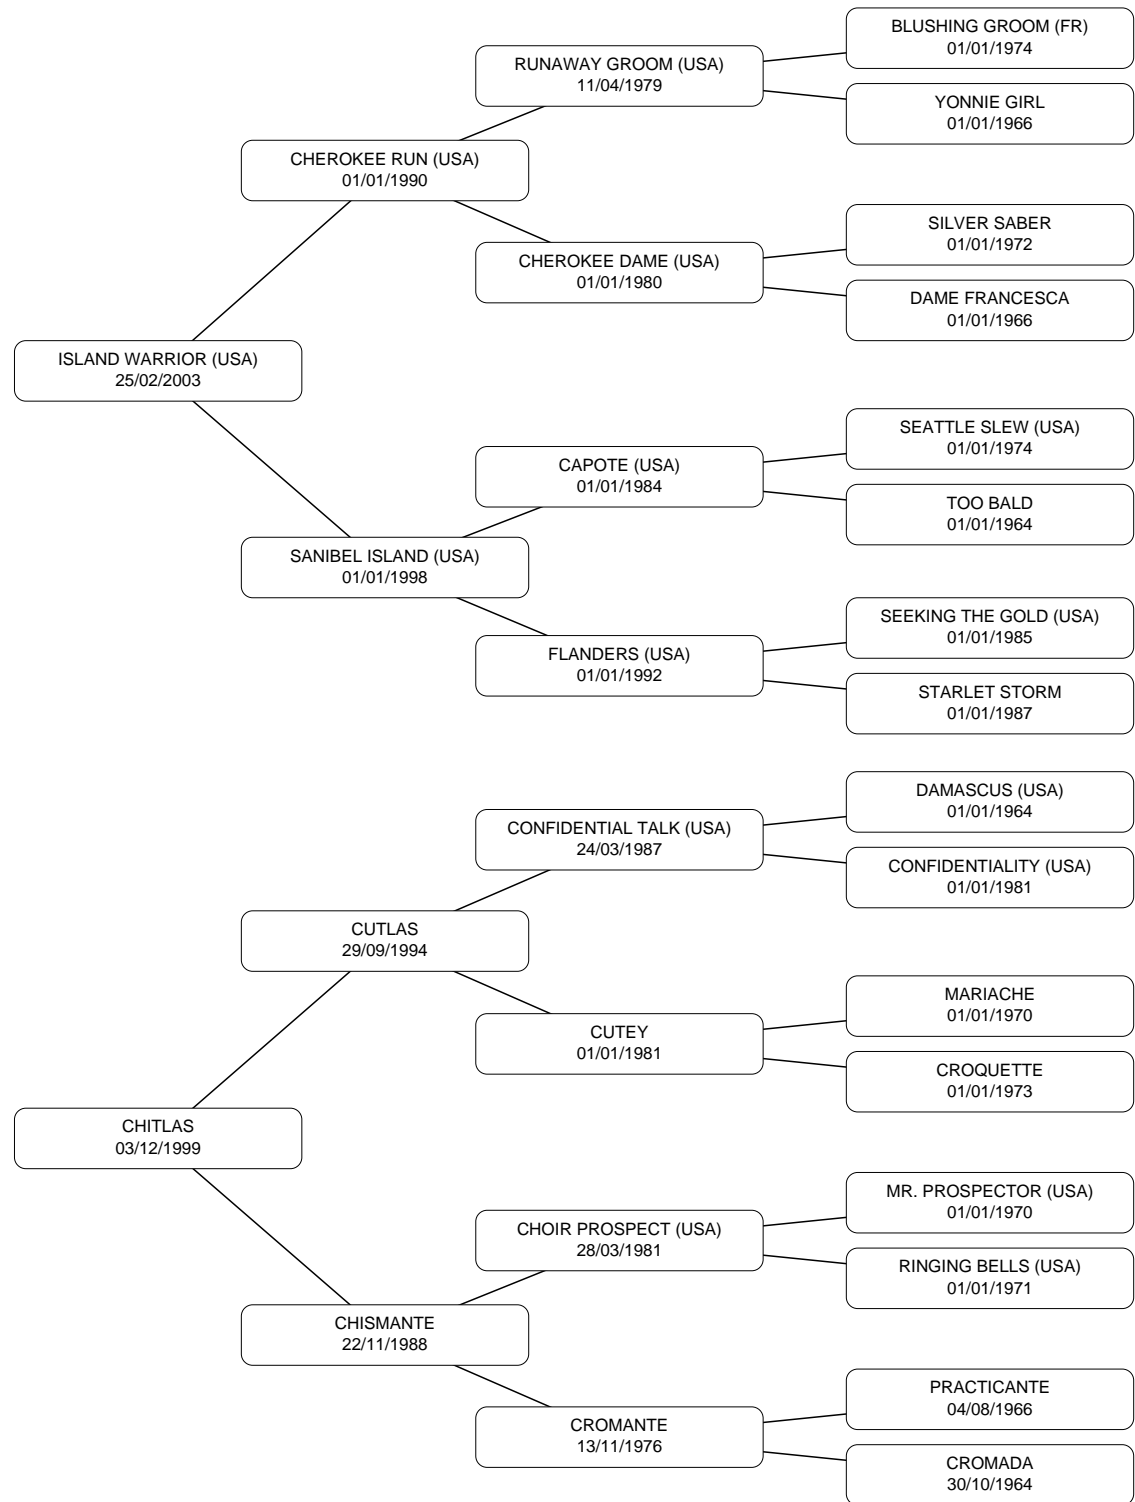 BLUSHING GROOM (FR)
01/01/1974
RUNAWAY GROOM (USA)
11/04/1979
YONNIE GIRL
01/01/1966
CHEROKEE RUN (USA)
01/01/1990
SILVER SABER
01/01/1972
CHEROKEE DAME (USA)
01/01/1980
DAME FRANCESCA
01/01/1966
ISLAND WARRIOR (USA)
25/02/2003
SEATTLE SLEW (USA)
01/01/1974
CAPOTE (USA)
01/01/1984
TOO BALD
01/01/1964
SANIBEL ISLAND (USA)
01/01/1998
SEEKING THE GOLD (USA)
01/01/1985
FLANDERS (USA)
01/01/1992
STARLET STORM
01/01/1987
DAMASCUS (USA)
01/01/1964
CONFIDENTIAL TALK (USA)
24/03/1987
CONFIDENTIALITY (USA)
01/01/1981
CUTLAS
29/09/1994
MARIACHE
01/01/1970
CUTEY
01/01/1981
CROQUETTE
01/01/1973
CHITLAS
03/12/1999
MR. PROSPECTOR (USA)
01/01/1970
CHOIR PROSPECT (USA)
28/03/1981
RINGING BELLS (USA)
01/01/1971
CHISMANTE
22/11/1988
PRACTICANTE
04/08/1966
CROMANTE
13/11/1976
CROMADA
30/10/1964